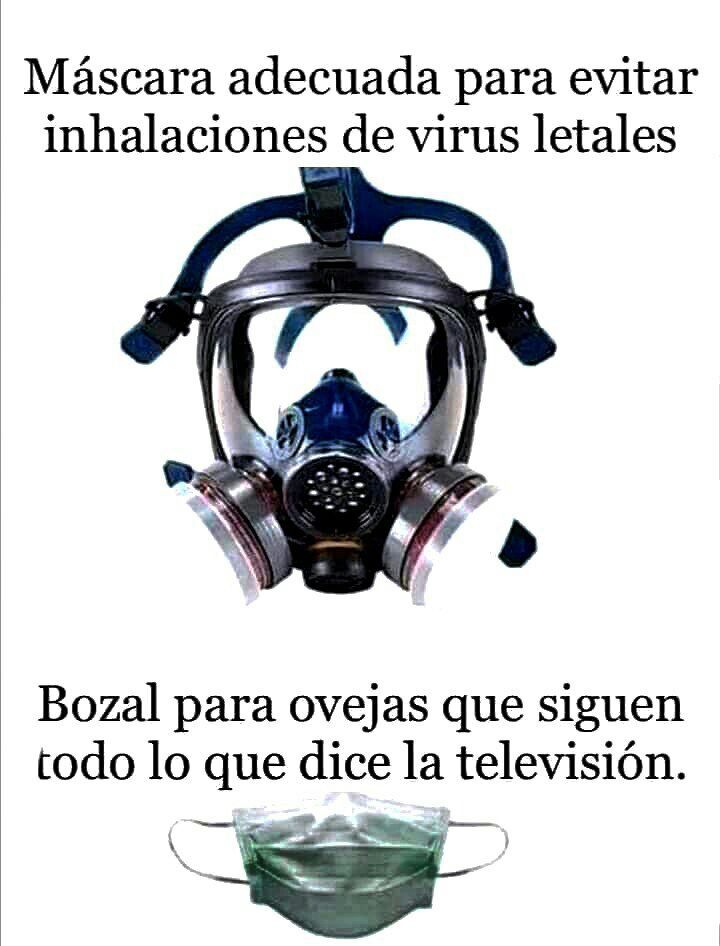 Máscara adecuada para evitar
inhalaciones de virus letales
Bozal para ovejas que siguen
todo lo que dice la televisión.